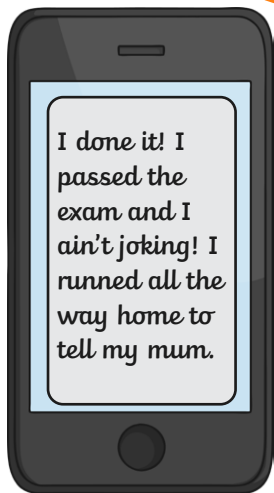 I done it! I
passed the
exam and I
ain't joking! I
runned all the
way home to
tell my mum.